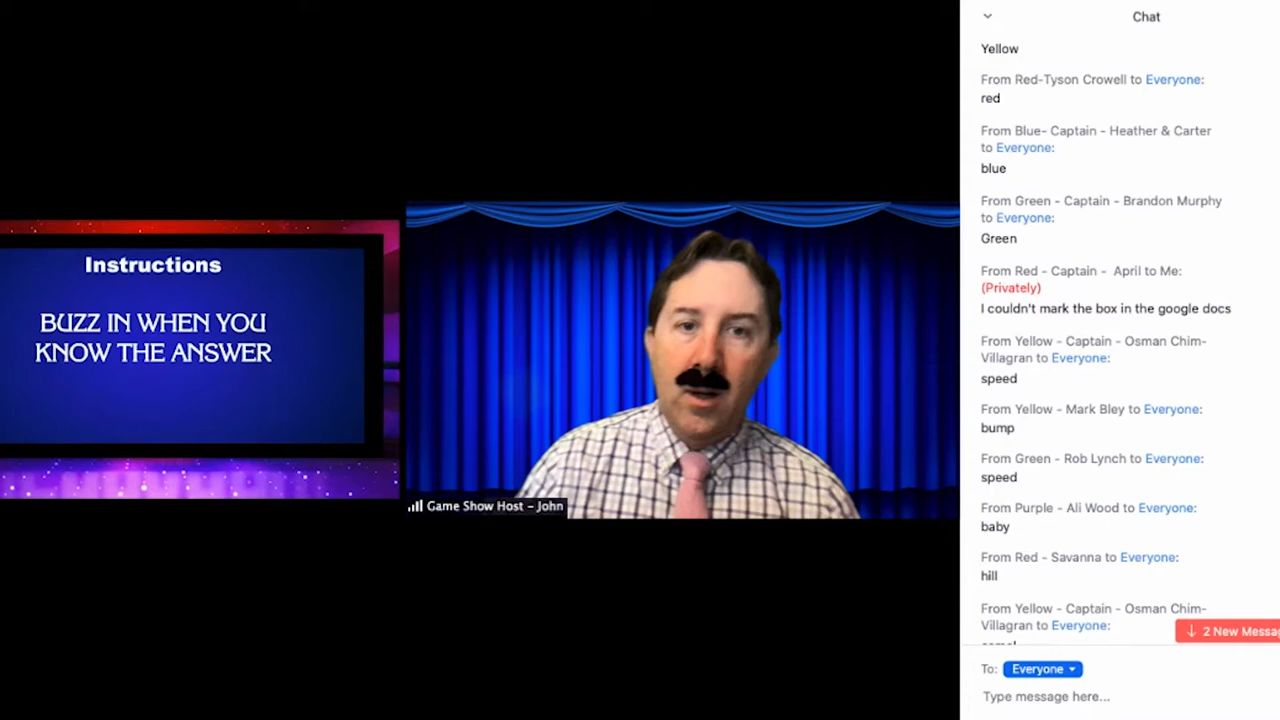 Instructions
BUZZ IN WHEN YOU
KNOW THE ANSWER
Game Show Host - John
Chat
Yellow
From Red-Tyson Crowell to Everyone:
red
From Blue- Captain - Heather & Carter
to Everyone:
blue
From Green - Captain - Brandon Murphy
to Everyone:
Green
From Red - Captain - April to Me:
(Privately)
I couldn't mark the box in the google docs
From Yellow - Captain - Osman Chim-
Villagran to Everyone:
speed
From Yellow - Mark Bley to Everyone:
bump
From Green - Rob Lynch to Everyone:
speed
From Purple - Ali Wood to Everyone:
baby
From Red - Savanna to Everyone:
hill
From Yellow - Captain - Osman Chim-
Villagran to Everyone:
2 New Messag
To: Everyone
Type message here...